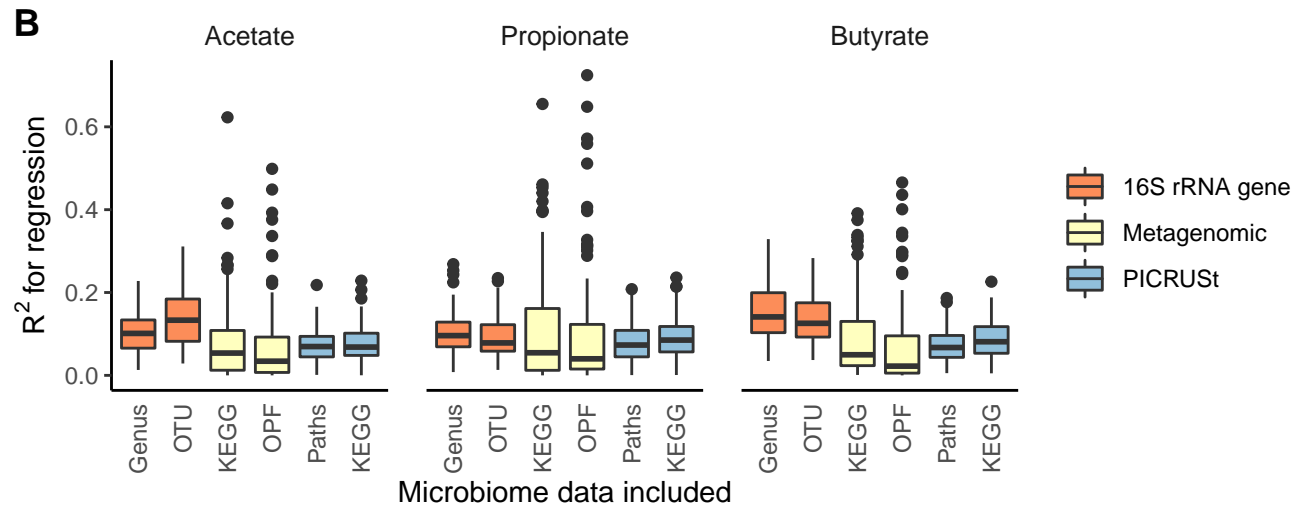 B
Acetate Propionate Butyrate
R² for regression
0.6
0.4
0.2
0.0
Genus OTU KEGG OPF Paths KEGG
Genus OTU KEGG OPF Paths KEGG
Genus OTU KEGG OPF Paths KEGG
Microbiome data included
16S rRNA gene
Metagenomic
PICRUSt